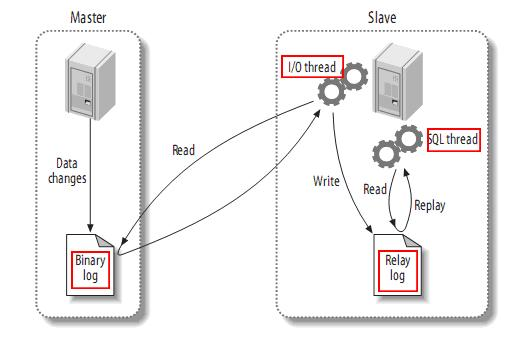 Master
Slave
I/O thread
SQL thread
Read
Data
changes
Write
Read
Replay
Binary
log
Relay
log